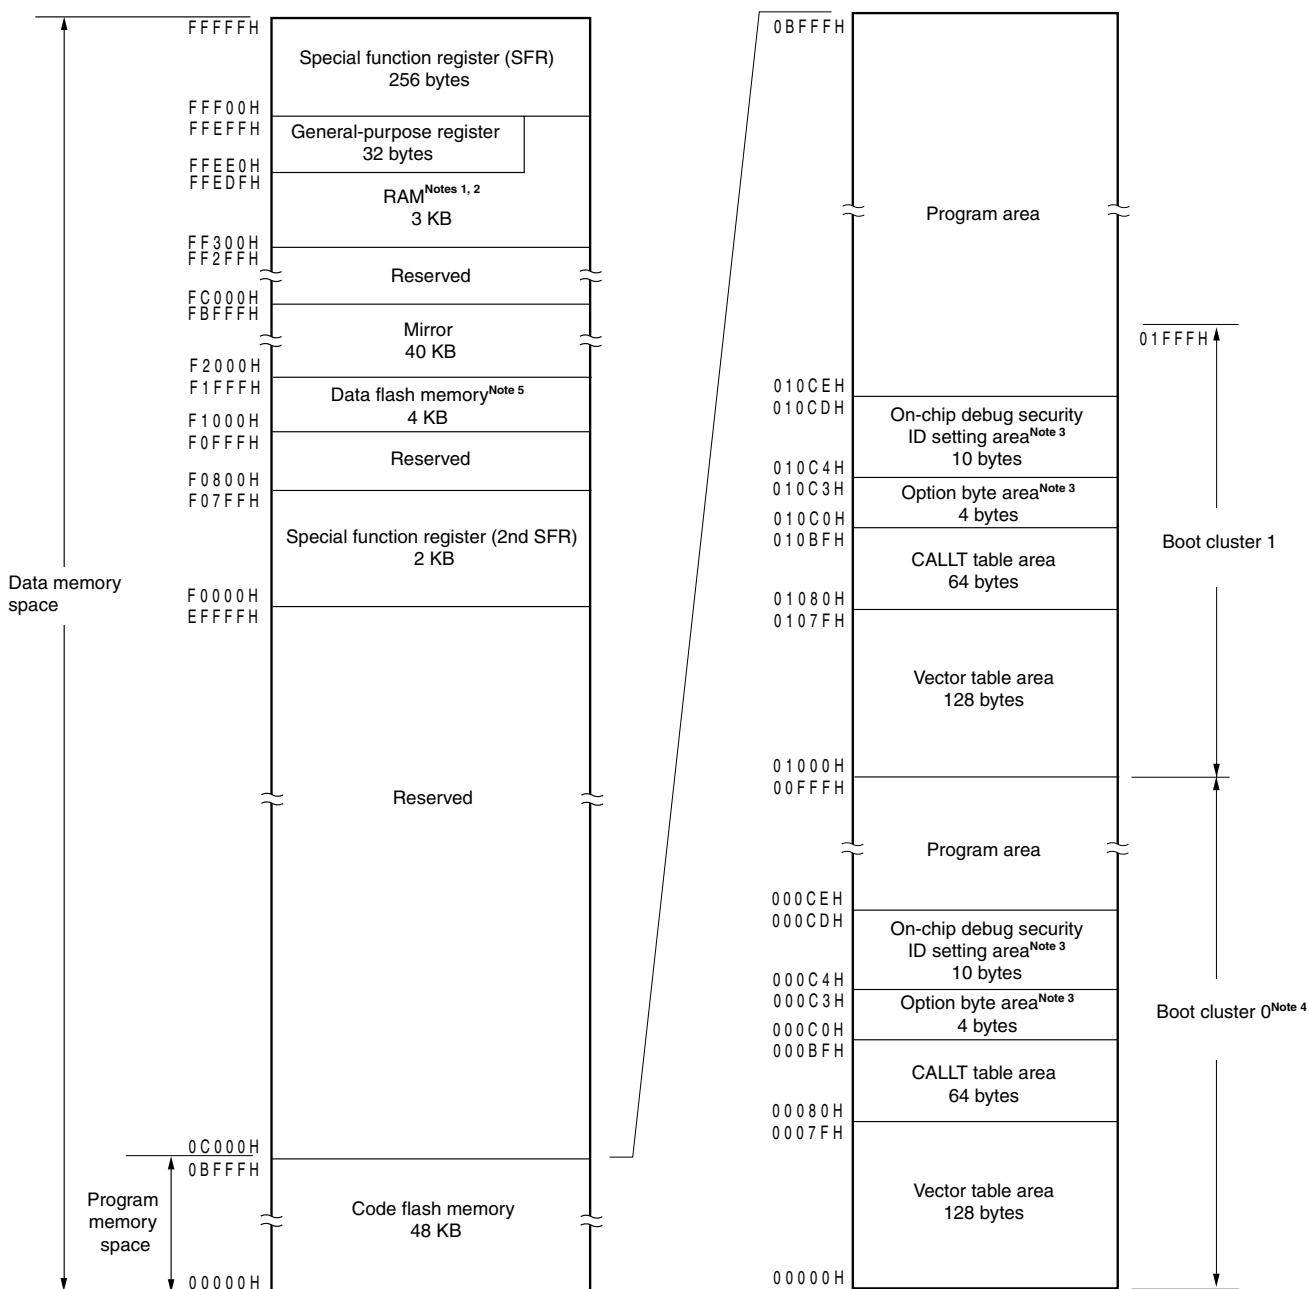 FFFFFH
Special function register (SFR)
256 bytes
FFF00H
FFEFFH
General-purpose register
32 bytes
FFEE0H
FFEDFH
RAMNotes 1, 2
3 KB
FF300H
FF2FFH
Reserved
FC000H
FBFFFH
Mirror
40 KB
F2000H
F1FFFH
Data flash memoryNote 5
4 KB
F1000H
F0FFFH
Reserved
F0800H
F07FFH
Special function register (2nd SFR)
2 KB
F0000H
EFFFFH
Data memory
space
Reserved
0C000H
0BFFFH
Program
memory
space
Code flash memory
48 KB
00000H
0BFFFH
Program area
01FFFH
010CEH
010CDH
On-chip debug security
ID setting areaNote 3
10 bytes
010C4H
010C3H
Option byte areaNote 3
4 bytes
010C0H
010BFH
CALLT table area
64 bytes
Boot cluster 1
01080H
0107FH
Vector table area
128 bytes
01000H
00FFFH
Program area
000CEH
000CDH
On-chip debug security
ID setting areaNote 3
10 bytes
000C4H
000C3H
Option byte areaNote 3
4 bytes
Boot cluster 0Note 4
000C0H
000BFH
CALLT table area
64 bytes
00080H
0007FH
Vector table area
128 bytes
00000H